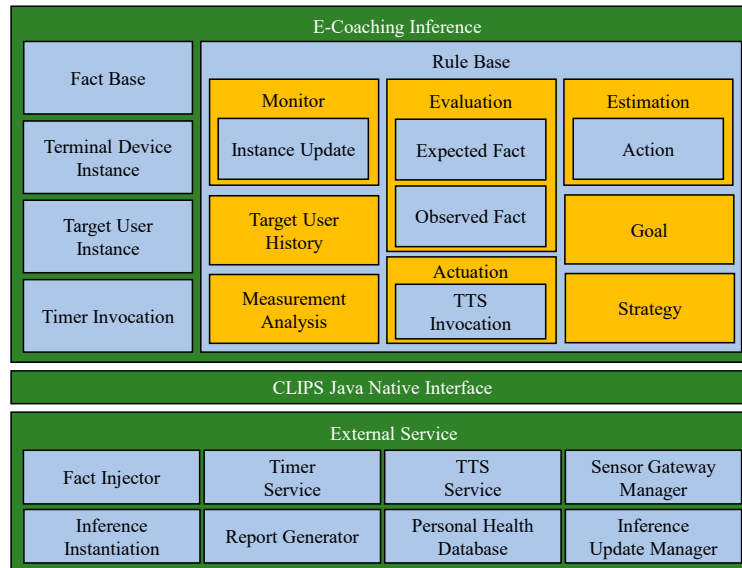 E-Coaching Inference
Fact Base
Terminal Device
Instance
Target User
Instance
Timer Invocation
Rule Base
Monitor
Instance Update
Target User
History
Measurement
Analysis
Evaluation
Expected Fact
Observed Fact
Actuation
TTS
Invocation
Estimation
Action
Goal
Strategy
CLIPS Java Native Interface
External Service
Fact Injector
Timer
Service
TTS
Service
Sensor Gateway
Manager
Inference
Instantiation
Report Generator
Personal Health
Database
Inference
Update Manager